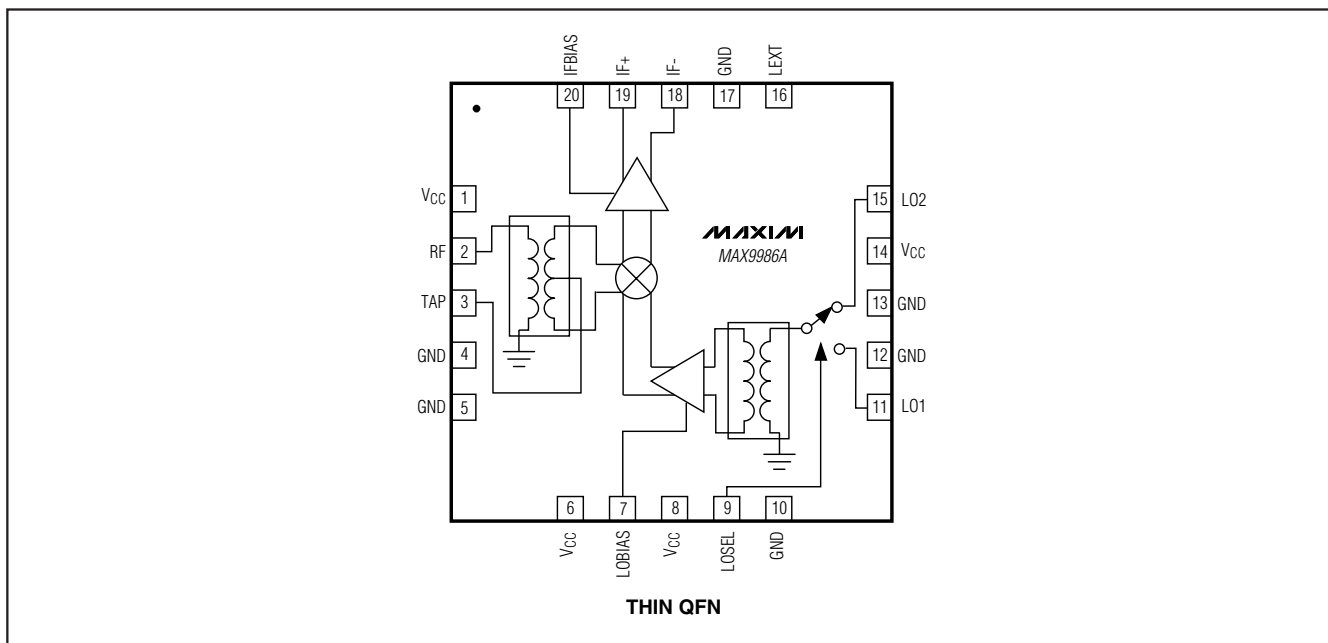 IFBIAS
IF+
IF-
GND
LEXT
20
19
18
17
16
VCC 1
RF 2
TAP 3
GND 4
GND 5
MAXIM
MAX9986A
15 LO2
14 VCC
13 GND
12 GND
11 LO1
6
7
8
9
10
VCC
LOBIAS
VCC
LOSEL
GND
THIN QFN